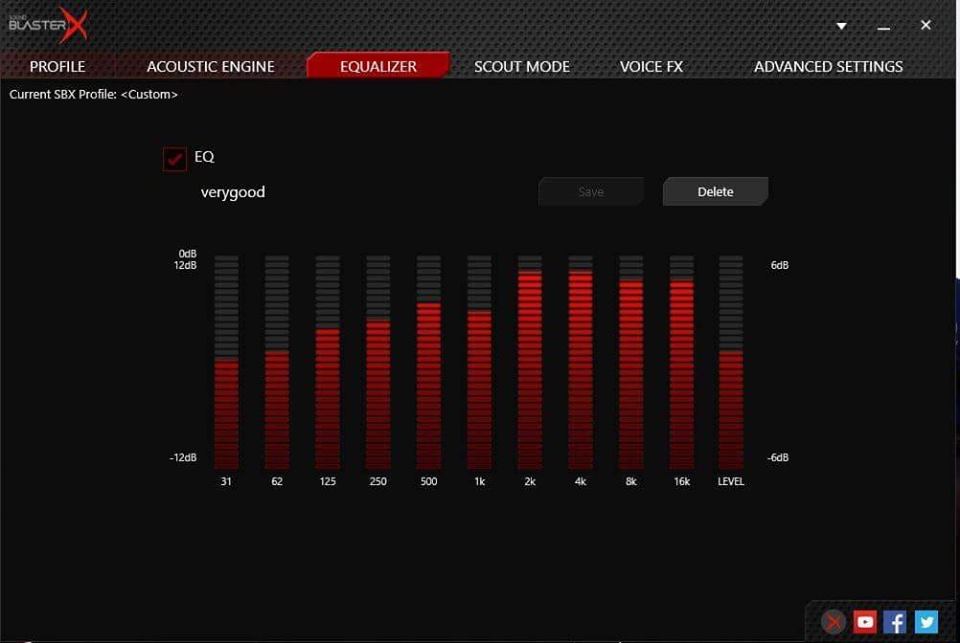 SOUND
BLASTERX
PROFILE ACOUSTIC ENGINE EQUALIZER SCOUT MODE VOICE FX ADVANCED SETTINGS
Current SBX Profile: <Custom>
EQ
verygood Save Delete
0dB
12dB 6dB
-12dB -6dB
31 62 125 250 500 1k 2k 4k 8k 16k LEVEL